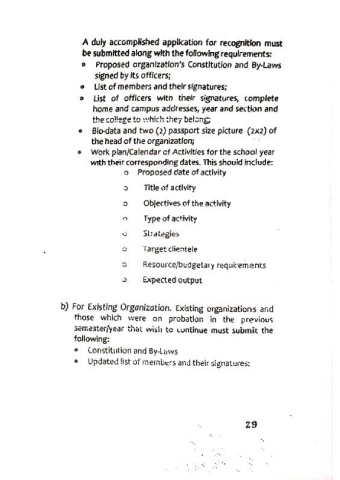 A duly accomplished application for recognition must
be submitted along with the following requirements:
• Proposed organization's Constitution and By-Laws
signed by its officers;
• List of members and their signatures;
• List of officers with their signatures, complete
home and campus addresses, year and section and
the college to which they belong;
• Bio-data and two (2) passport size picture (2x2) of
the head of the organization;
• Work plan/Calendar of Activities for the school year
with their corresponding dates. This should include:
o Proposed date of activity
o Title of activity
o Objectives of the activity
o Type of activity
o Strategies
o Target clientele
o Resource/budgetary requirements
o Expected output
b) For Existing Organization. Existing organizations and
those which were on probation in the previous
semester/year that wish to continue must submit the
following:
• Constitution and By-Laws
• Updated list of members and their signatures;
29